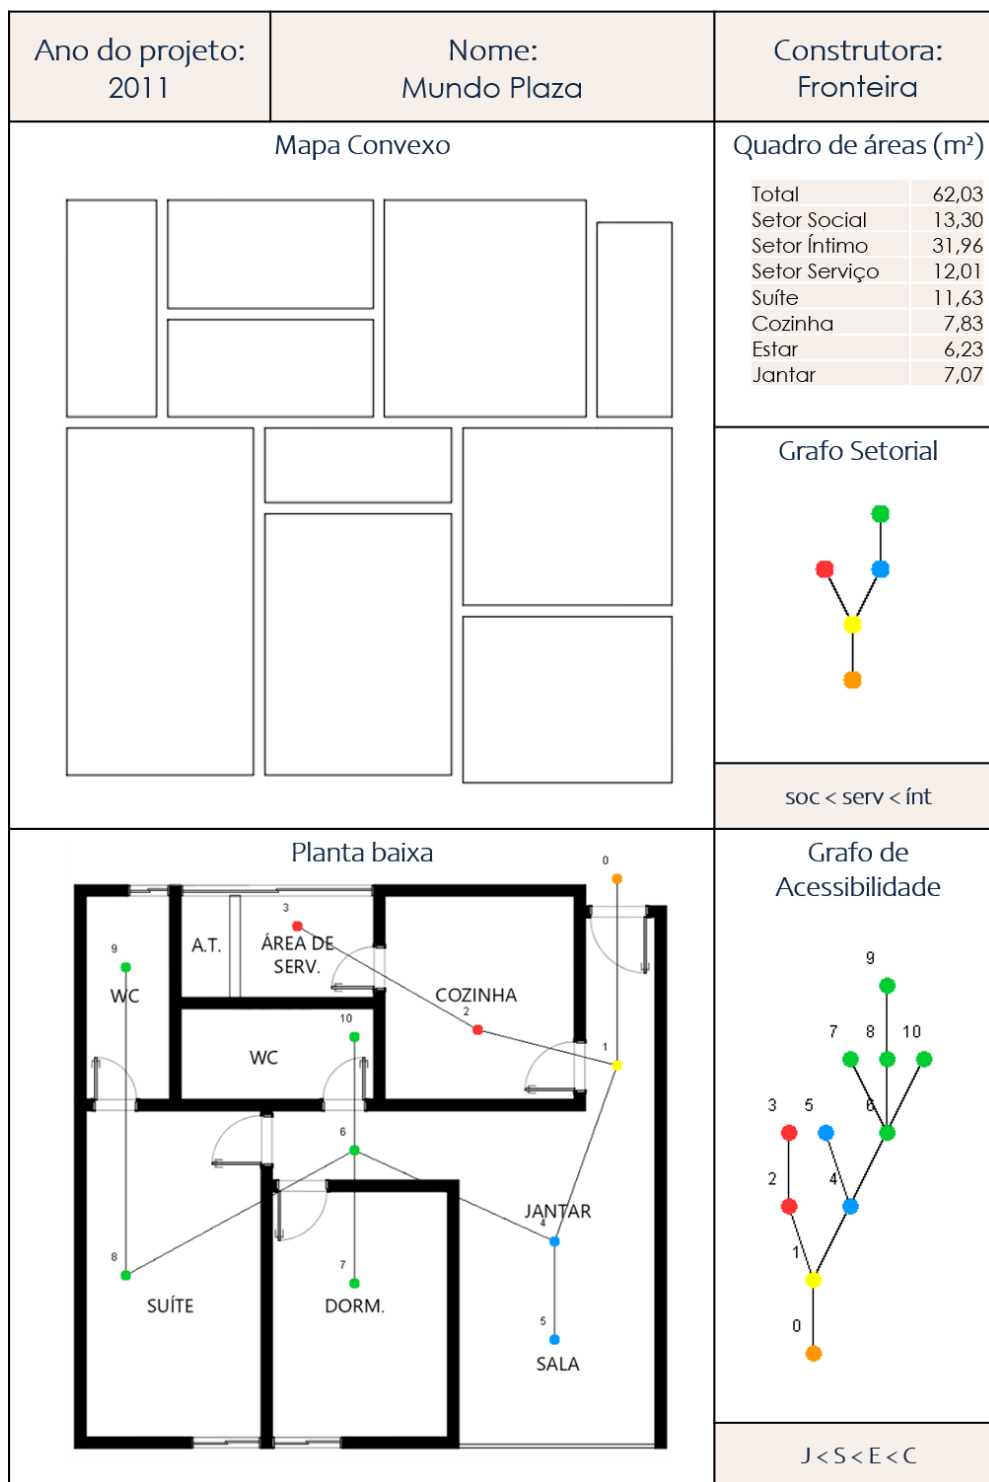 Ano do projeto:
2011
Nome:
Mundo Plaza
Construtora:
Fronteira
Mapa Convexo
Quadro de áreas (m²)
Total 62,03
Setor Social 13,30
Setor Íntimo 31,96
Setor Serviço 12,01
Suíte 11,63
Cozinha 7,83
Estar 6,23
Jantar 7,07
Grafo Setorial
soc < serv < ínt
Planta baixa
0
3
A.T.
ÁREA DE
SERV.
9
WC
COZINHA
2
10
WC
1
6
JANTAR
4
8
7
SUÍTE
DORM.
5
SALA
Grafo de
Acessibilidade
9
7 8 10
3 5 6
2 4
1
0
J < S < E < C